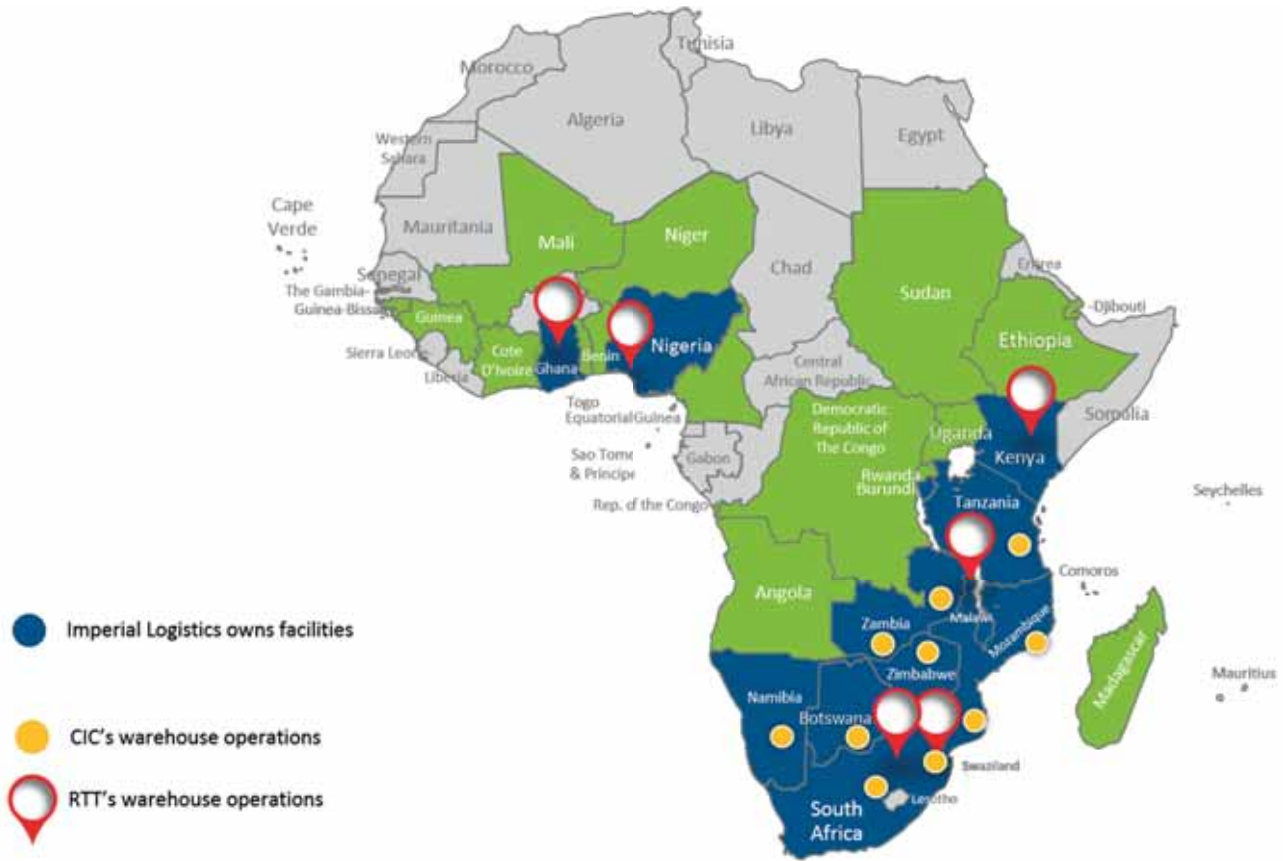 Tunisia
Morocco
Algeria
Libya
Egypt
Western
Sahara
Cape
Verde
Mauritania
Mali
Niger
Chad
Sudan
Eritrea
Senegal
The Gambia-
Guinea-Bissau
Guinea
-Djibouti
Sierra Leone
Liberia
Cote
D'Ivoire
Ghana
Benin
Nigeria
Ethiopia
Central
African Republic
Somalia
Togo
EquatorialGuinea
Democratic
Republic of
The Congo
Uganda
Kenya
Sao Tome
& Principe
Gabon
Rwanda
Burundi
Rep. of the Congo
Tanzania
Seychelles
Comoros
Angola
Zambia
Malawi
Mozambique
Zimbabwe
Madagascar
Mauritius
Namibia
Botswana
Swaziland
Lesotho
South
Africa
Imperial Logistics owns facilities
CIC's warehouse operations
RTT's warehouse operations